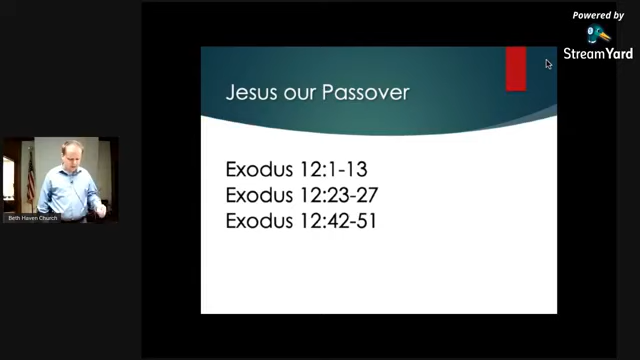 Powered by
StreamYard
Jesus our Passover
Exodus 12:1-13
Exodus 12:23-27
Exodus 12:42-51
Beth Haven Church